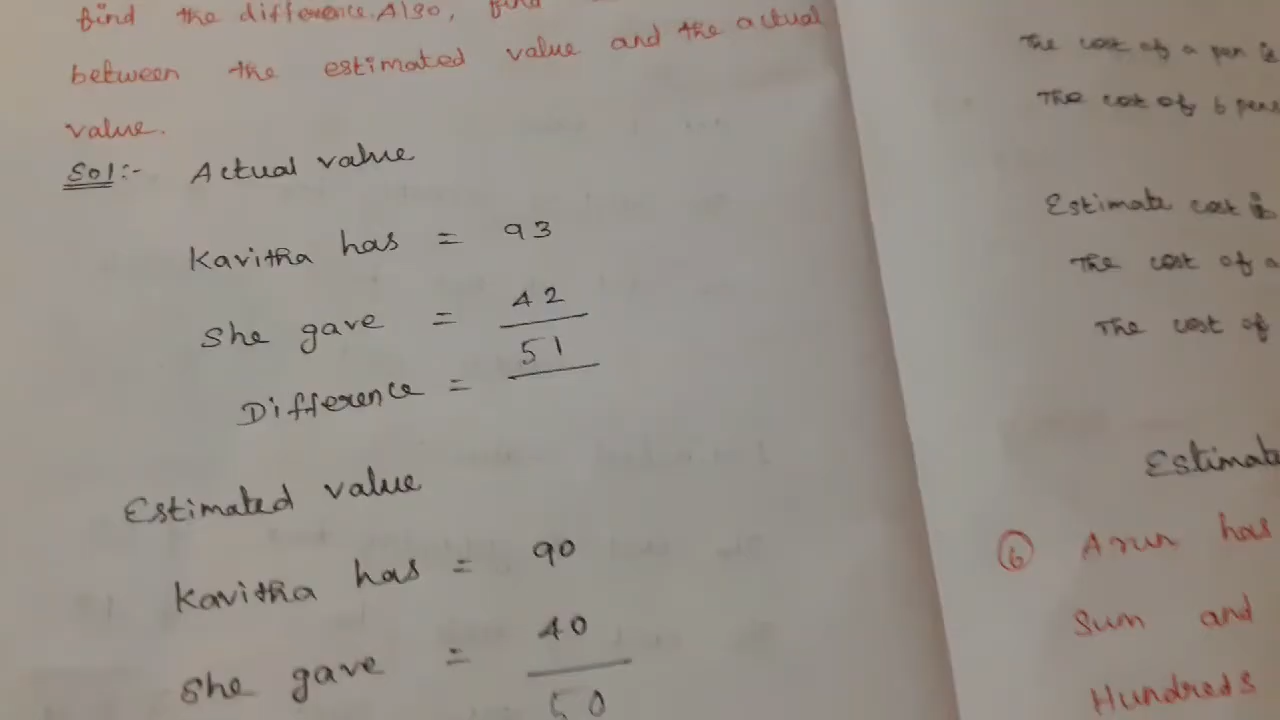 find the difference. Also, find
between the estimated value and the actual
value.
Sol:- Actual value
Kavitha has = 93
She gave = 42
Difference = 51
Estimated value
Kavitha has = 90
She gave = 40
50
The cost of a pen is
The cost of 6 pens
Estimate cost is
The cost of a
The cost of
Estimate
6 Arun has
Sum and
Hundreds